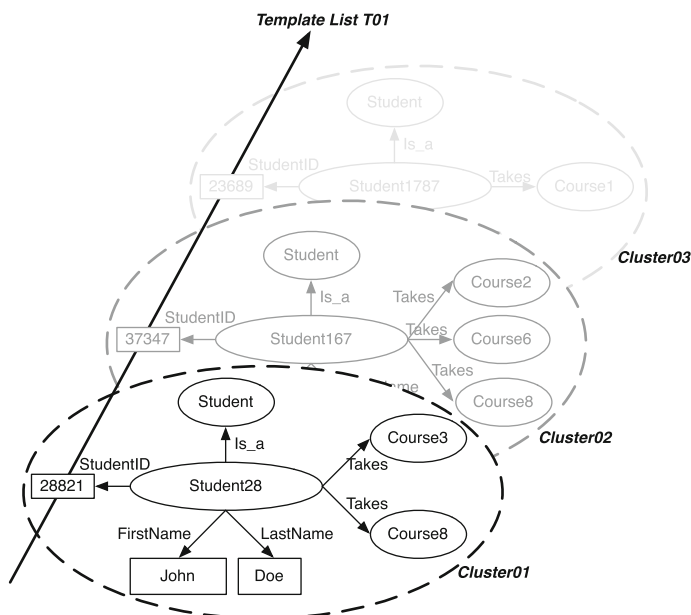 Template List T01
Student
Is_a
StudentID
23689
Student1787
Takes
Course1
Cluster03
Student
Is_a
StudentID
37347
Student167
Takes
Course2
Takes
Course6
Takes
Course8
Cluster02
Student
Is_a
StudentID
28821
Student28
Takes
Course3
Takes
Course8
FirstName
LastName
John
Doe
Cluster01